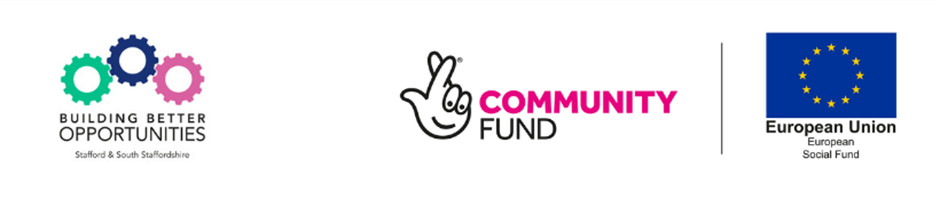 BUILDING BETTER
OPPORTUNITIES
Stafford & South Staffordshire
®
COMMUNITY
FUND
European Union
European
Social Fund